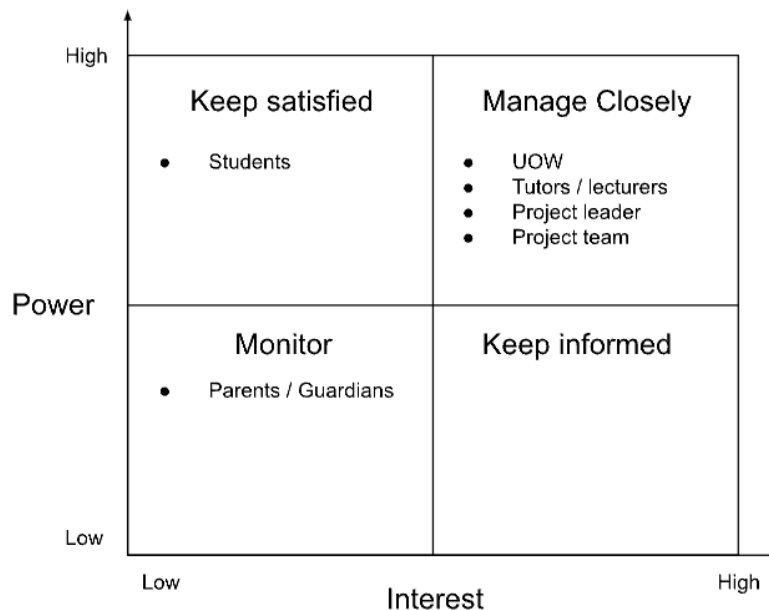 High
Keep satisfied
Manage Closely
• Students
• UOW
• Tutors / lecturers
• Project leader
• Project team
Power
Monitor
Keep informed
• Parents / Guardians
Low
Low
High
Interest